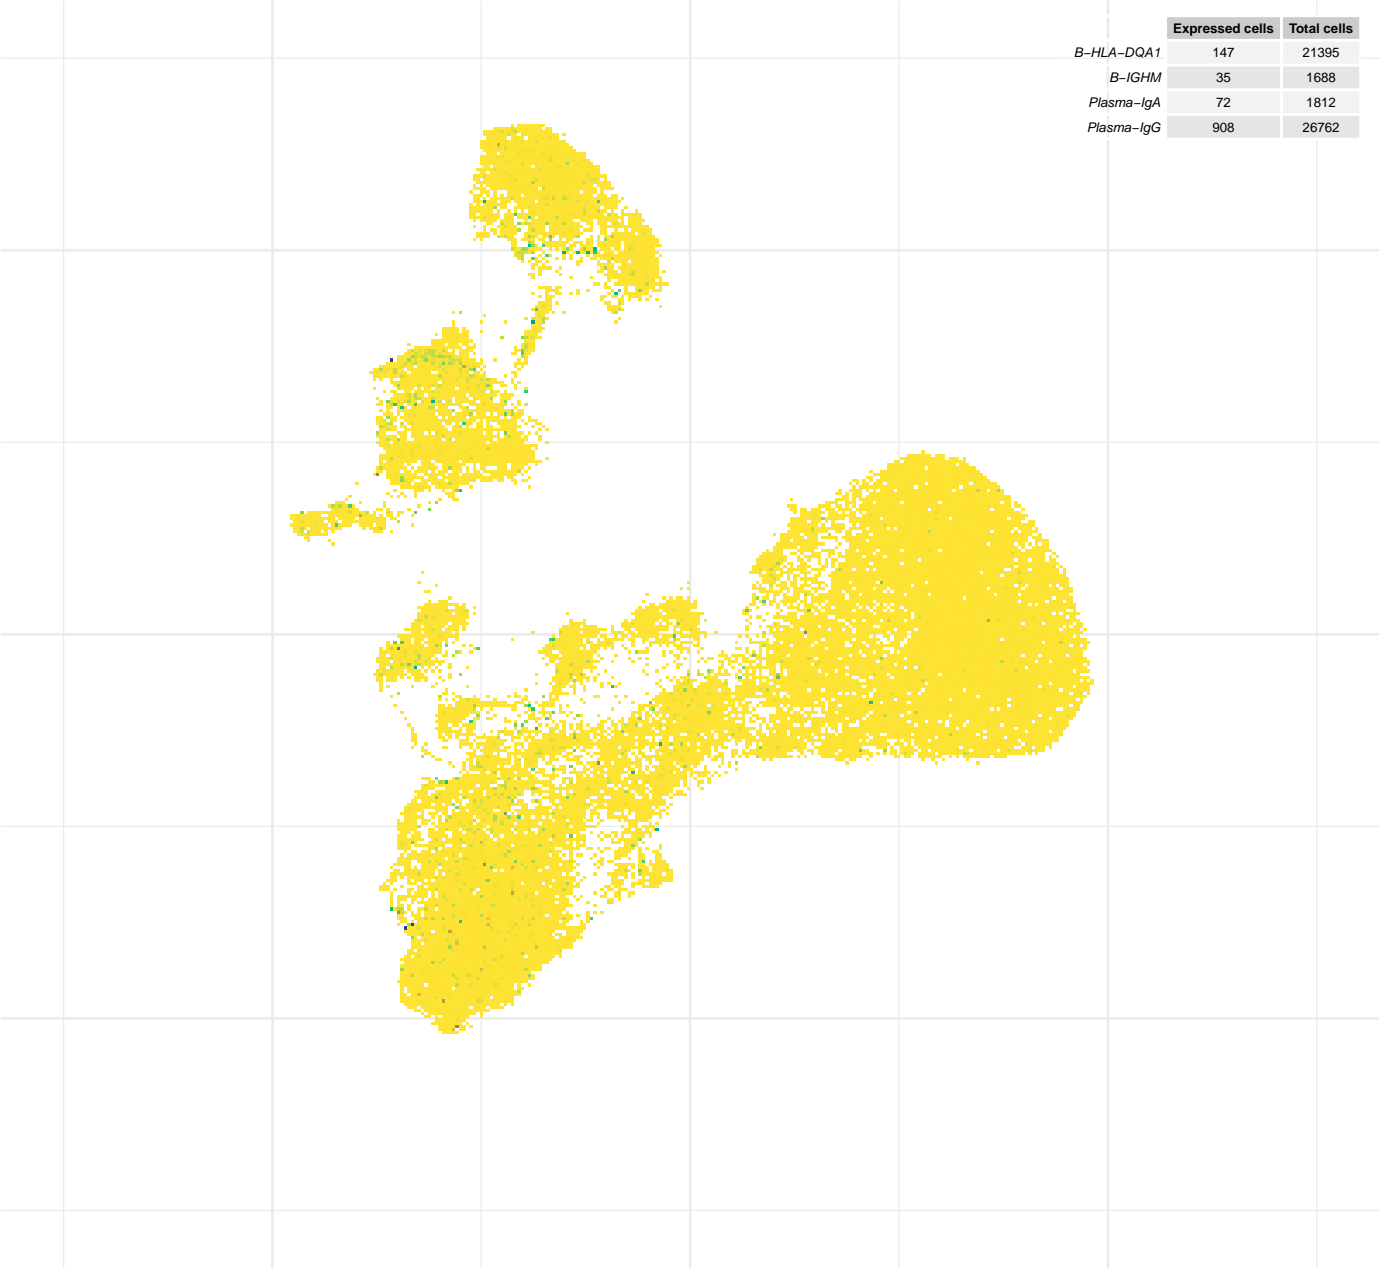 Expressed cells Total cells
B−HLA−DQA1 147 21395
B−IGHM 35 1688
Plasma−IgA 72 1812
Plasma−IgG 908 26762